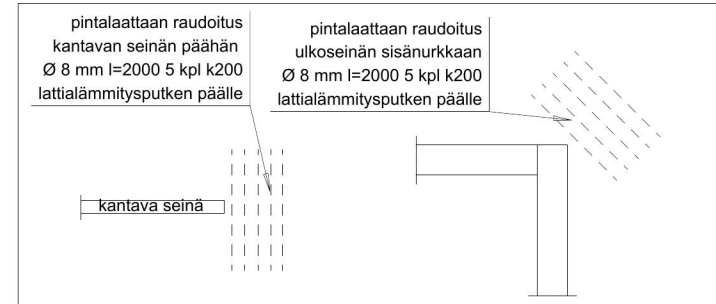 pintalaattaan raudoitus
kantavan seinän päähän
Ø 8 mm l=2000 5 kpl k200
lattialämmitysputken päälle
pintalaattaan raudoitus
ulkoseinän sisänurkkaan
Ø 8 mm l=2000 5 kpl k200
lattialämmitysputken päälle
kantava seinä